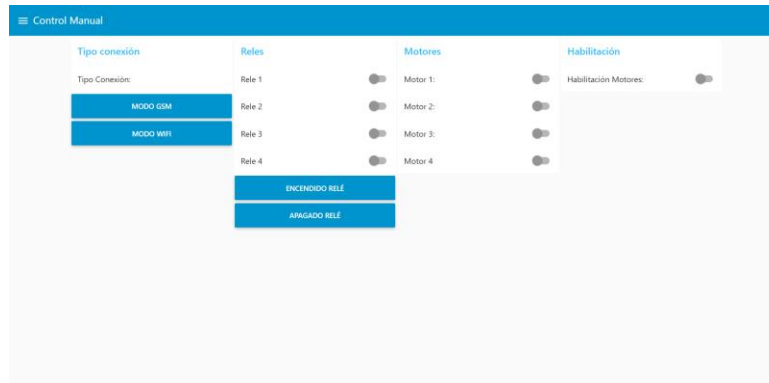 Control Manual
Tipo conexión
Tipo Conexión:
MODO GSM
MODO WIFI
Reles
Rele 1
Rele 2
Rele 3
Rele 4
ENCENDIDO RELÉ
APAGADO RELÉ
Motores
Motor 1:
Motor 2:
Motor 3:
Motor 4
Habilitación
Habilitación Motores: